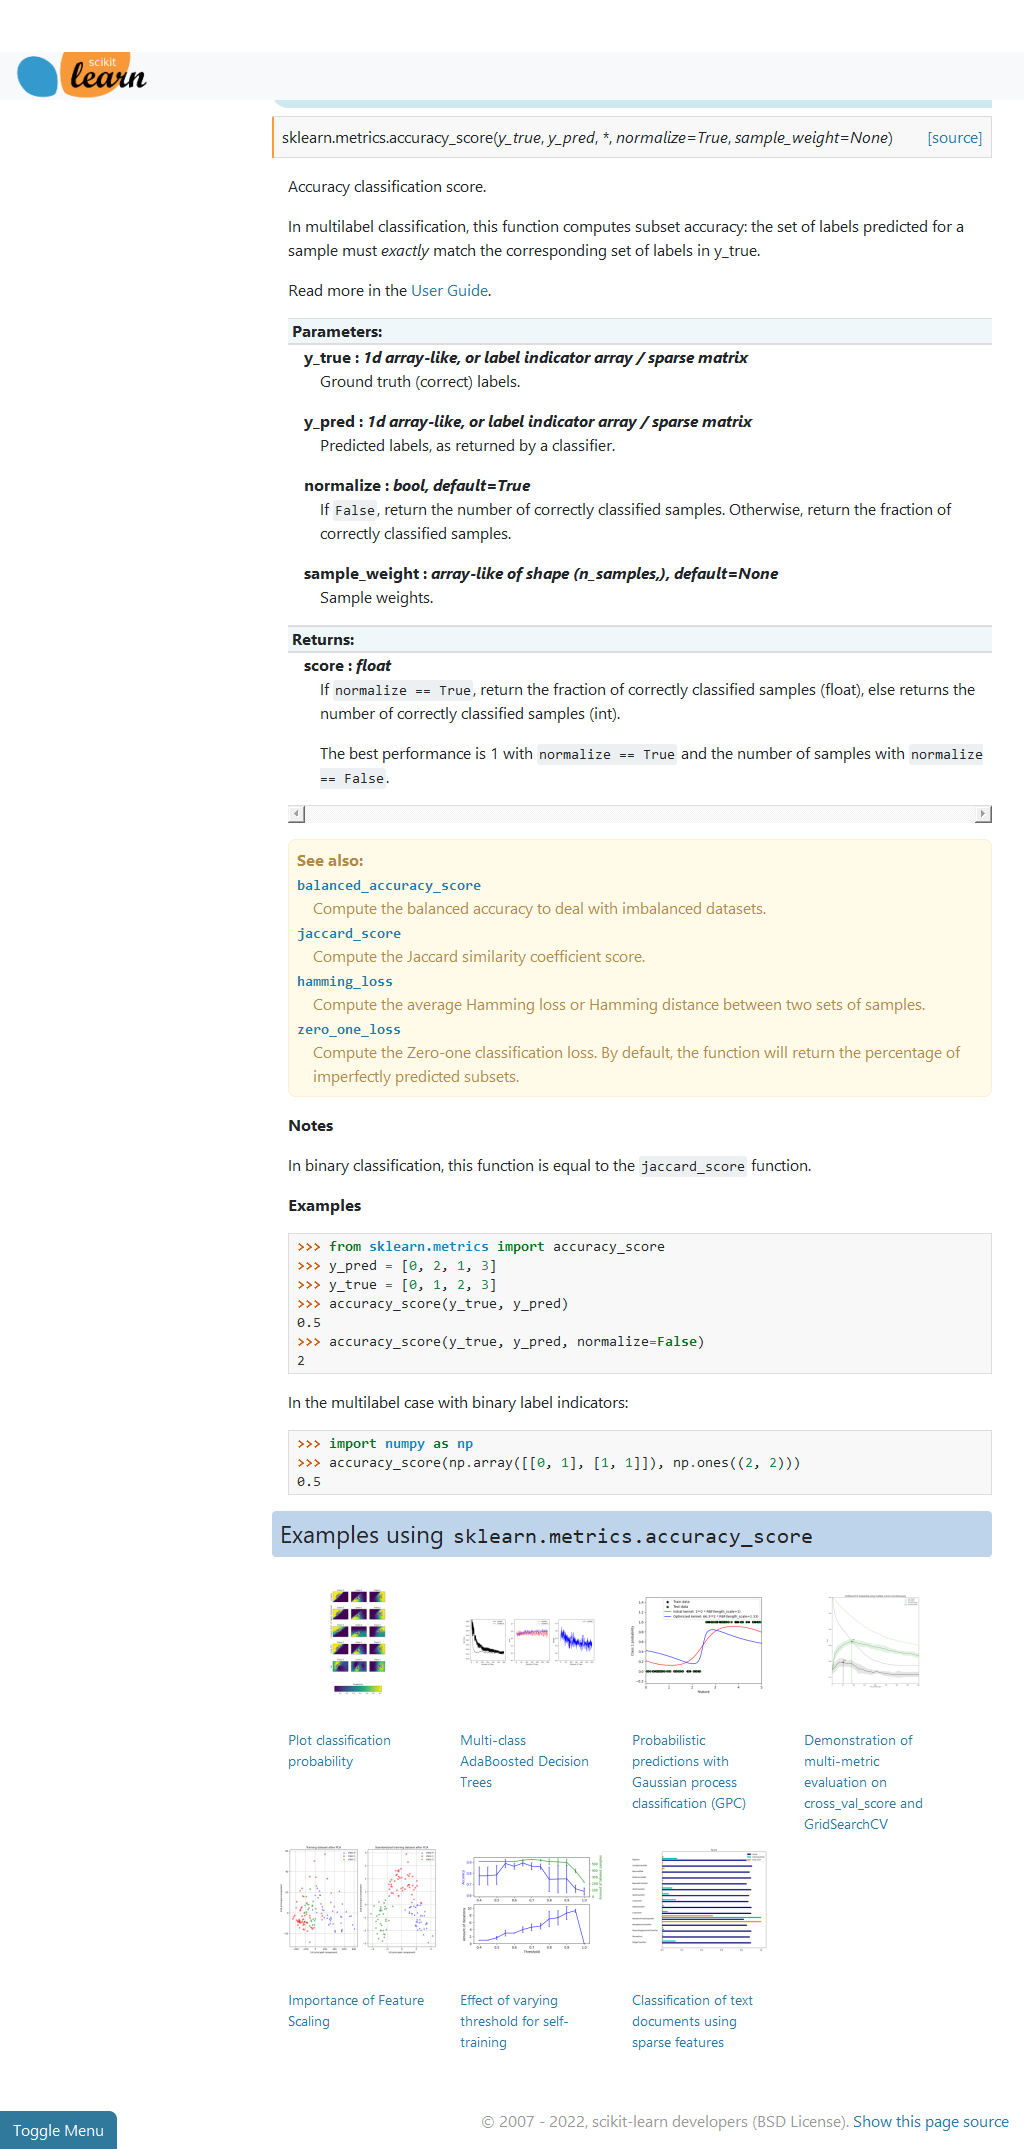 scikit
learn
sklearn.metrics.accuracy_score(y_true, y_pred, *, normalize=True, sample_weight=None) [source]
Accuracy classification score.
In multilabel classification, this function computes subset accuracy: the set of labels predicted for a
sample must exactly match the corresponding set of labels in y_true.
Read more in the User Guide.
Parameters:
y_true : 1d array-like, or label indicator array / sparse matrix
Ground truth (correct) labels.
y_pred : 1d array-like, or label indicator array / sparse matrix
Predicted labels, as returned by a classifier.
normalize : bool, default=True
If False, return the number of correctly classified samples. Otherwise, return the fraction of
correctly classified samples.
sample_weight : array-like of shape (n_samples,), default=None
Sample weights.
Returns:
score : float
If normalize == True, return the fraction of correctly classified samples (float), else returns the
number of correctly classified samples (int).
The best performance is 1 with normalize == True and the number of samples with normalize
== False.
See also:
balanced_accuracy_score
Compute the balanced accuracy to deal with imbalanced datasets.
jaccard_score
Compute the Jaccard similarity coefficient score.
hamming_loss
Compute the average Hamming loss or Hamming distance between two sets of samples.
zero_one_loss
Compute the Zero-one classification loss. By default, the function will return the percentage of
imperfectly predicted subsets.
Notes
In binary classification, this function is equal to the jaccard_score function.
Examples
>>> from sklearn.metrics import accuracy_score
>>> y_pred = [0, 2, 1, 3]
>>> y_true = [0, 1, 2, 3]
>>> accuracy_score(y_true, y_pred)
0.5
>>> accuracy_score(y_true, y_pred, normalize=False)
2
In the multilabel case with binary label indicators:
>>> import numpy as np
>>> accuracy_score(np.array([[0, 1], [1, 1]]), np.ones((2, 2)))
0.5
Examples using sklearn.metrics.accuracy_score
Plot classification
probability
Multi-class
AdaBoosted Decision
Trees
Probabilistic
predictions with
Gaussian process
classification (GPC)
Demonstration of
multi-metric
evaluation on
cross_val_score and
GridSearchCV
Importance of Feature
Scaling
Effect of varying
threshold for self-
training
Classification of text
documents using
sparse features
© 2007 - 2022, scikit-learn developers (BSD License). Show this page source
Toggle Menu